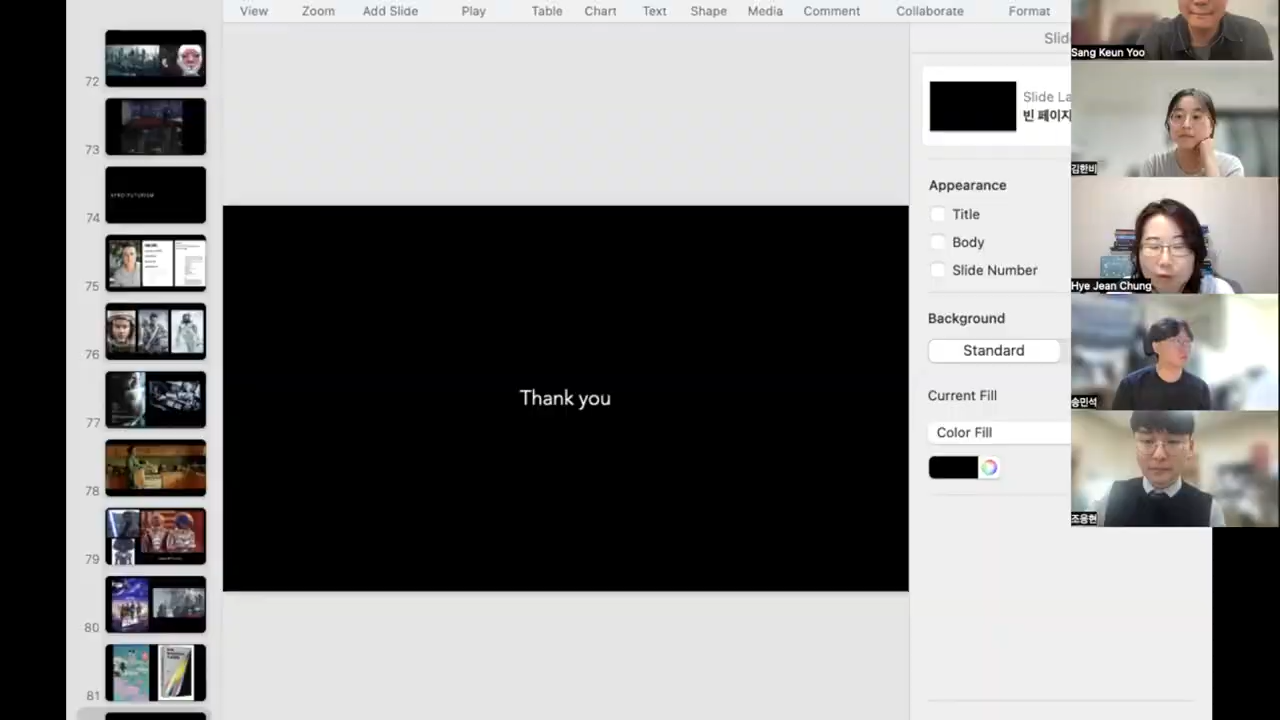 View Zoom Add Slide Play Table Chart Text Shape Media Comment Collaborate Format
Slid
72
73
74
AFRO-FUTURISM
75
76
77
78
79
80
81
Thank you
Slide La
빈 페이지
Appearance
Title
Body
Slide Number
Background
Standard
Current Fill
Color Fill
Sang Keun Yoo
김한비
Hye Jean Chung
송민석
조용현